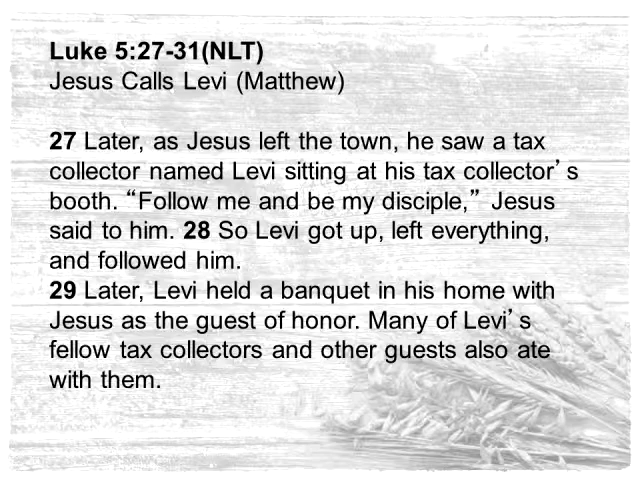 Luke 5:27-31(NLT)
Jesus Calls Levi (Matthew)
27 Later, as Jesus left the town, he saw a tax
collector named Levi sitting at his tax collector’s
booth. “Follow me and be my disciple,” Jesus
said to him. 28 So Levi got up, left everything,
and followed him.
29 Later, Levi held a banquet in his home with
Jesus as the guest of honor. Many of Levi’s
fellow tax collectors and other guests also ate
with them.